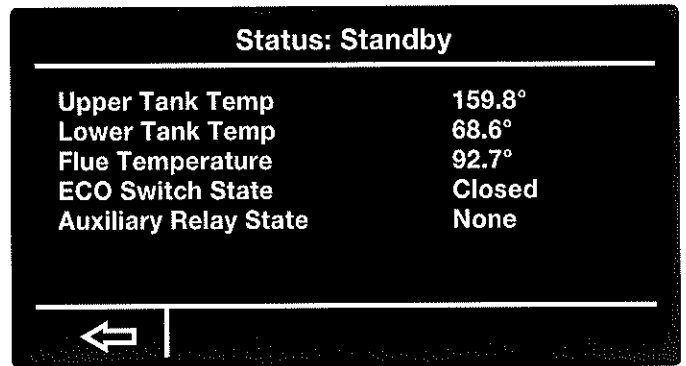 Status: Standby
Upper Tank Temp 159.8°
Lower Tank Temp 68.6°
Flue Temperature 92.7°
ECO Switch State Closed
Auxiliary Relay State None